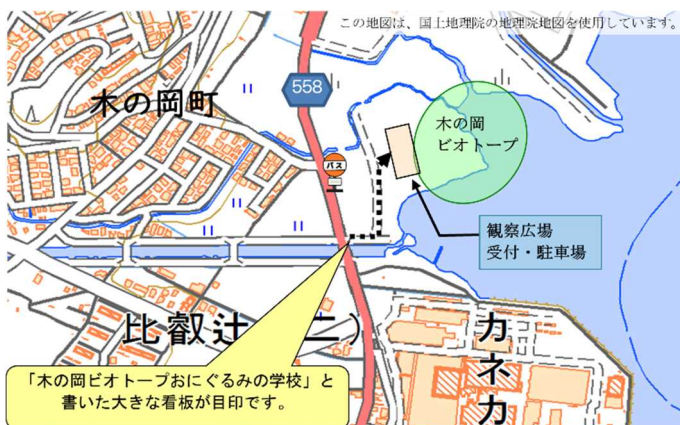 この地図は、国土地理院の地理院地図を使用しています。
木の岡町
558
バス
木の岡
ビオトープ
観察広場
受付・駐車場
比叡辻(二)
カネカ
「木の岡ビオトープおにぐるみの学校」と
書いた大きな看板が目印です。